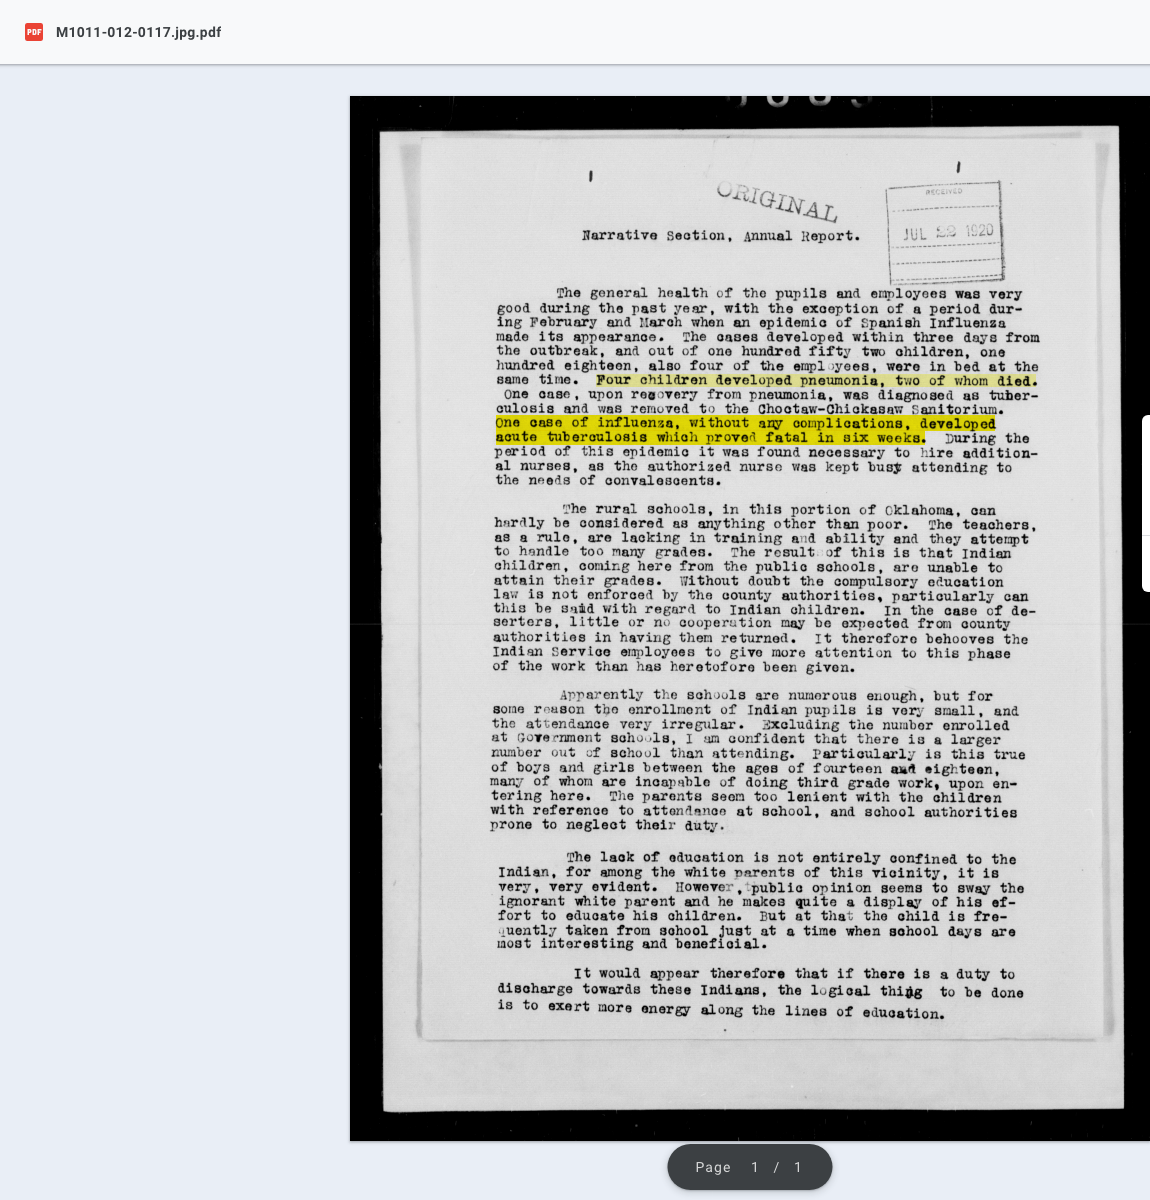 PDF M1011-012-0117.jpg.pdf
ORIGINAL
RECEIVED
JUL 22 1920
Narrative Section, Annual Report.
The general health of the pupils and employees was very
good during the past year, with the exception of a period dur-
ing February and March when an epidemic of Spanish Influenza
made its appearance. The cases developed within three days from
the outbreak, and out of one hundred fifty two children, one
hundred eighteen, also four of the employees, were in bed at the
same time. Four children developed pneumonia, two of whom died.
One case, upon recovery from pneumonia, was diagnosed as tuber-
culosis and was removed to the Choctaw-Chickasaw Sanitorium.
One case of influenza, without any complications, developed
acute tuberculosis which proved fatal in six weeks. During the
period of this epidemic it was found necessary to hire addition-
al nurses, as the authorized nurse was kept busy attending to
the needs of convalescents.
The rural schools, in this portion of Oklahoma, can
hardly be considered as anything other than poor. The teachers,
as a rule, are lacking in training and ability and they attempt
to handle too many grades. The result of this is that Indian
children, coming here from the public schools, are unable to
attain their grades. Without doubt the compulsory education
law is not enforced by the county authorities, particularly can
this be said with regard to Indian children. In the case of de-
serters, little or no cooperation may be expected from county
authorities in having them returned. It therefore behooves the
Indian Service employees to give more attention to this phase
of the work than has heretofore been given.
Apparently the schools are numerous enough, but for
some reason the enrollment of Indian pupils is very small, and
the attendance very irregular. Excluding the number enrolled
at Government schools, I am confident that there is a larger
number out of school than attending. Particularly is this true
of boys and girls between the ages of fourteen and eighteen,
many of whom are incapable of doing third grade work, upon en-
tering here. The parents seem too lenient with the children
with reference to attendance at school, and school authorities
prone to neglect their duty.
The lack of education is not entirely confined to the
Indian, for among the white parents of this vicinity, it is
very, very evident. However, public opinion seems to sway the
ignorant white parent and he makes quite a display of his ef-
fort to educate his children. But at that the child is fre-
quently taken from school just at a time when school days are
most interesting and beneficial.
It would appear therefore that if there is a duty to
discharge towards these Indians, the logical thing to be done
is to exert more energy along the lines of education.
Page 1 / 1